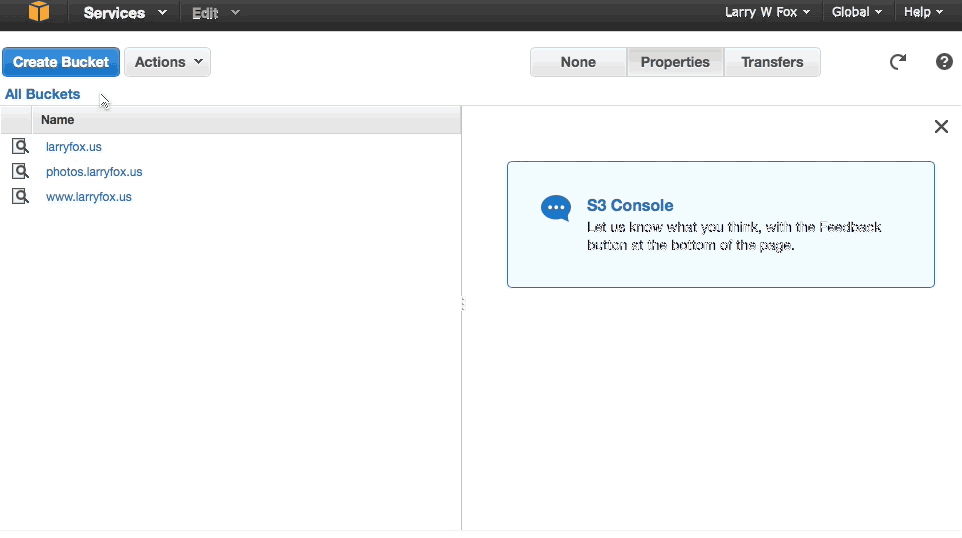 Services Edit Larry W Fox Global Help
Create Bucket Actions None Properties Transfers
All Buckets
Name
larryfox.us
photos.larryfox.us
www.larryfox.us
S3 Console
Let us know what you think, with the Feedback
button at the bottom of the page.